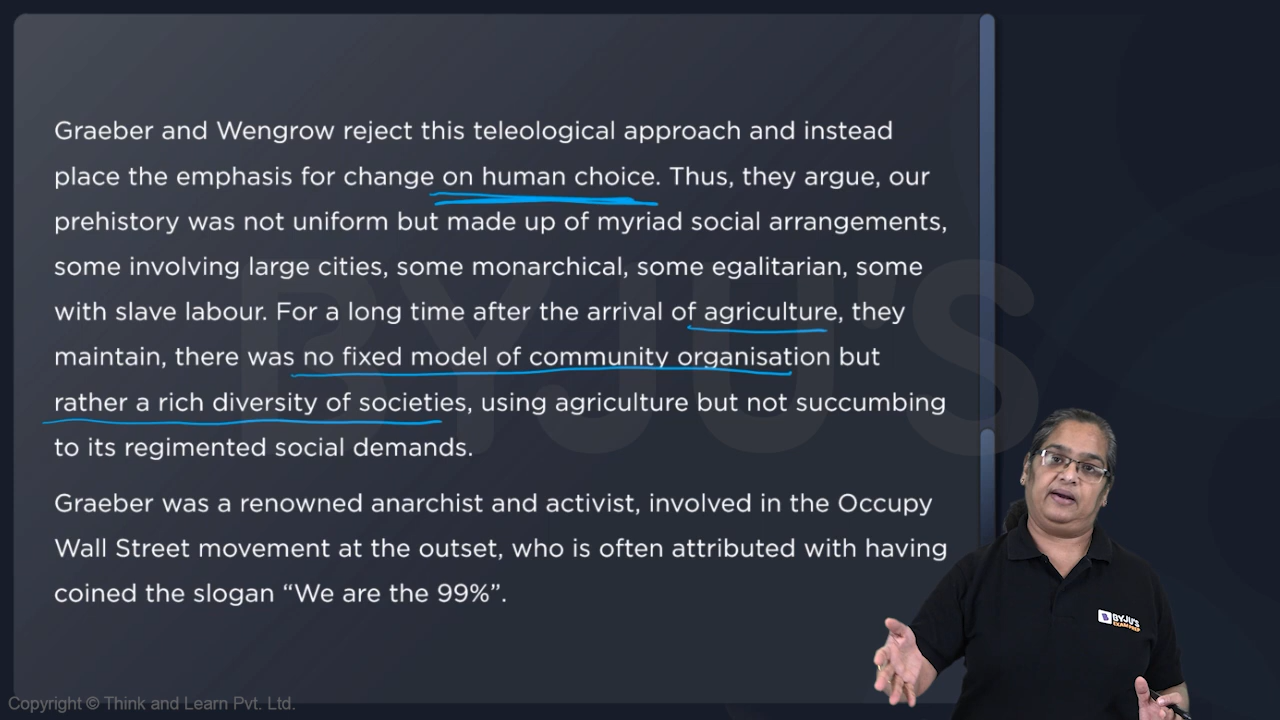 Graeber and Wengrow reject this teleological approach and instead
place the emphasis for change on human choice. Thus, they argue, our
prehistory was not uniform but made up of myriad social arrangements,
some involving large cities, some monarchical, some egalitarian, some
with slave labour. For a long time after the arrival of agriculture, they
maintain, there was no fixed model of community organisation but
rather a rich diversity of societies, using agriculture but not succumbing
to its regimented social demands.
Graeber was a renowned anarchist and activist, involved in the Occupy
Wall Street movement at the outset, who is often attributed with having
coined the slogan “We are the 99%”.
BYJU'S
BYJU'S
EXAM PREP
Copyright © Think and Learn Pvt. Ltd.